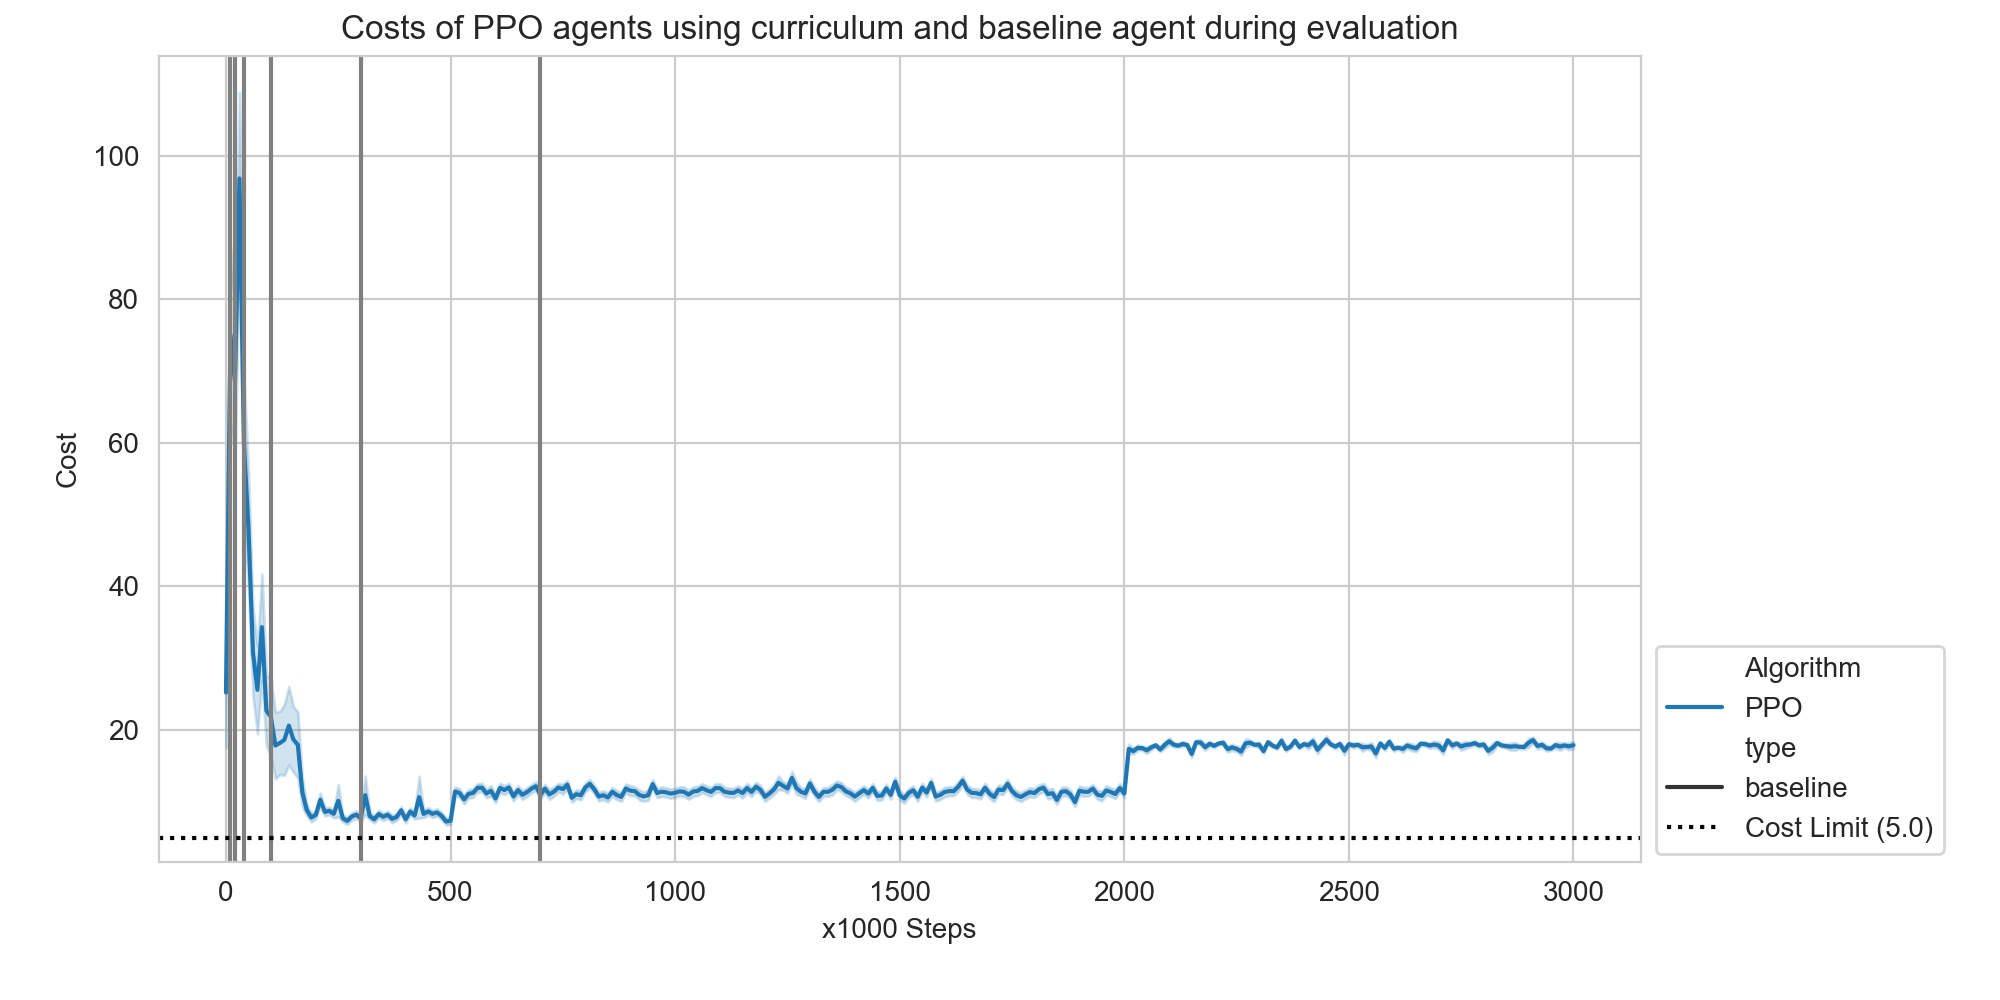 Costs of PPO agents using curriculum and baseline agent during evaluation
100
80
60
40
20
Cost
0
500
1000
1500
2000
2500
3000
x1000 Steps
Algorithm
PPO
type
baseline
Cost Limit (5.0)